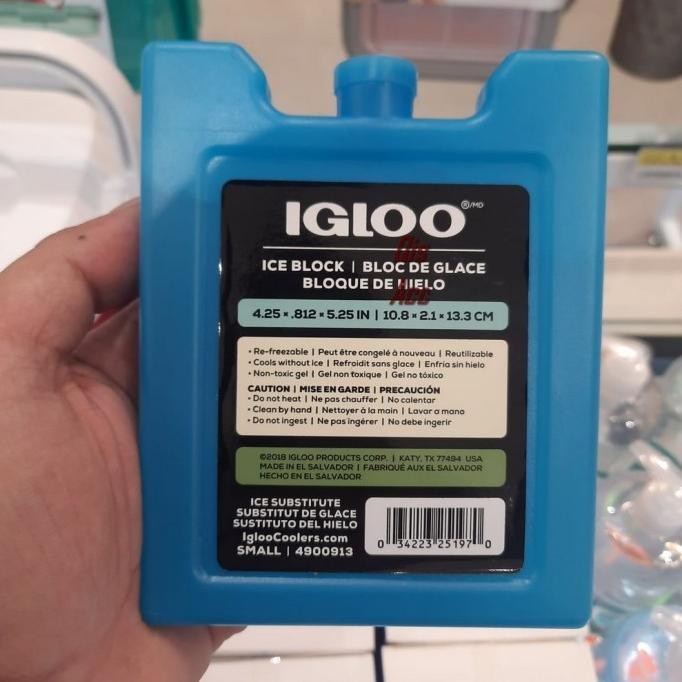 IGLOO ®/MD
ICE BLOCK | BLOC DE GLACE
BLOQUE DE HIELO
4.25 × .812 × 5.25 IN | 10.8 × 2.1 × 13.3 CM
• Re-freezable | Peut être congelé à nouveau | Reutilizable
• Cools without ice | Refroidit sans glace | Enfría sin hielo
• Non-toxic gel | Gel non toxique | Gel no tóxico
CAUTION | MISE EN GARDE | PRECAUCIÓN
• Do not heat | Ne pas chauffer | No calentar
• Clean by hand | Nettoyer à la main | Lavar a mano
• Do not ingest | Ne pas ingérer | No debe ingerir
©2018 IGLOO PRODUCTS CORP. | KATY, TX 77494 USA
MADE IN EL SALVADOR | FABRIQUÉ AUX EL SALVADOR
HECHO EN EL SALVADOR
ICE SUBSTITUTE
SUBSTITUT DE GLACE
SUSTITUTO DEL HIELO
IglooCoolers.com
SMALL | 4900913
0 34223 25197 0